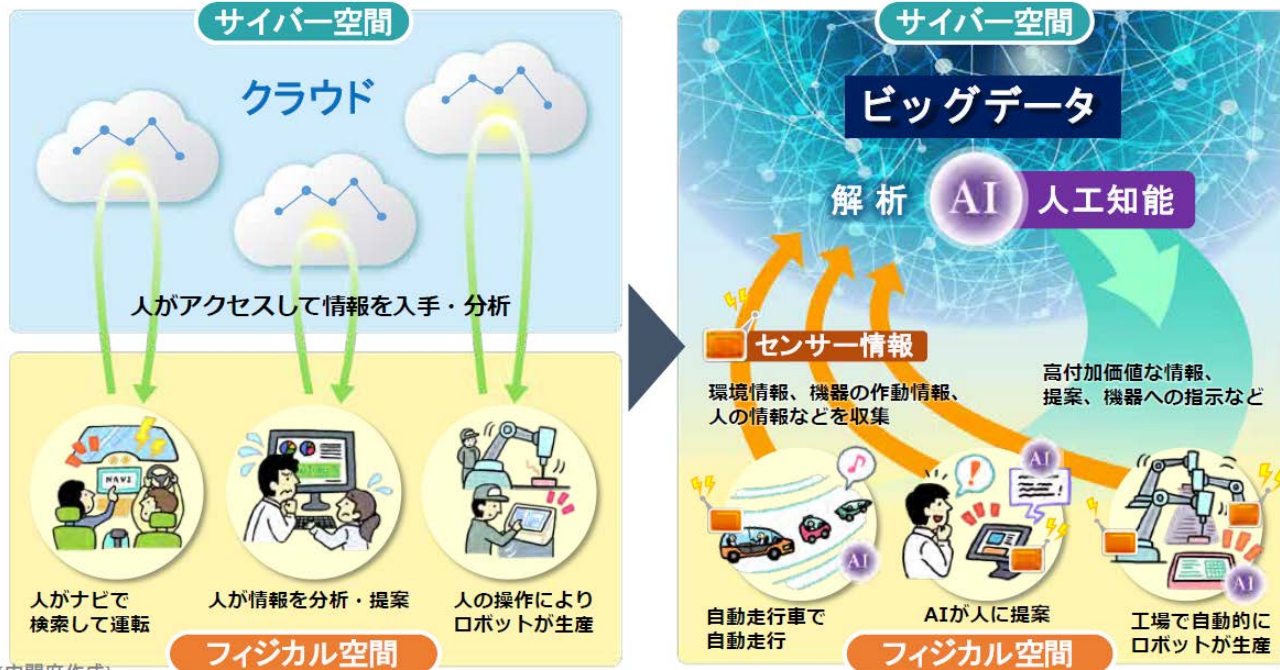 サイバー空間
クラウド
人がアクセスして情報を入手・分析
NAVI
人がナビで
検索して運転
人が情報を分析・提案
人の操作により
ロボットが生産
フィジカル空間
サイバー空間
ビッグデータ
解析 AI 人工知能
センサー情報
環境情報、機器の作動情報、
人の情報などを収集
高付加価値な情報、
提案、機器への指示など
AI
AI
AI
自動走行車で
自動走行
AIが人に提案
工場で自動的に
ロボットが生産
フィジカル空間